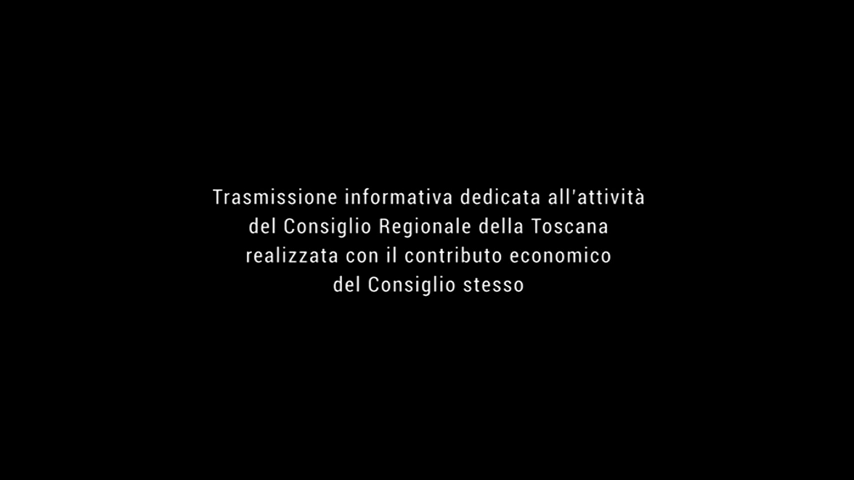 Trasmissione informativa dedicata all'attività
del Consiglio Regionale della Toscana
realizzata con il contributo economico
del Consiglio stesso